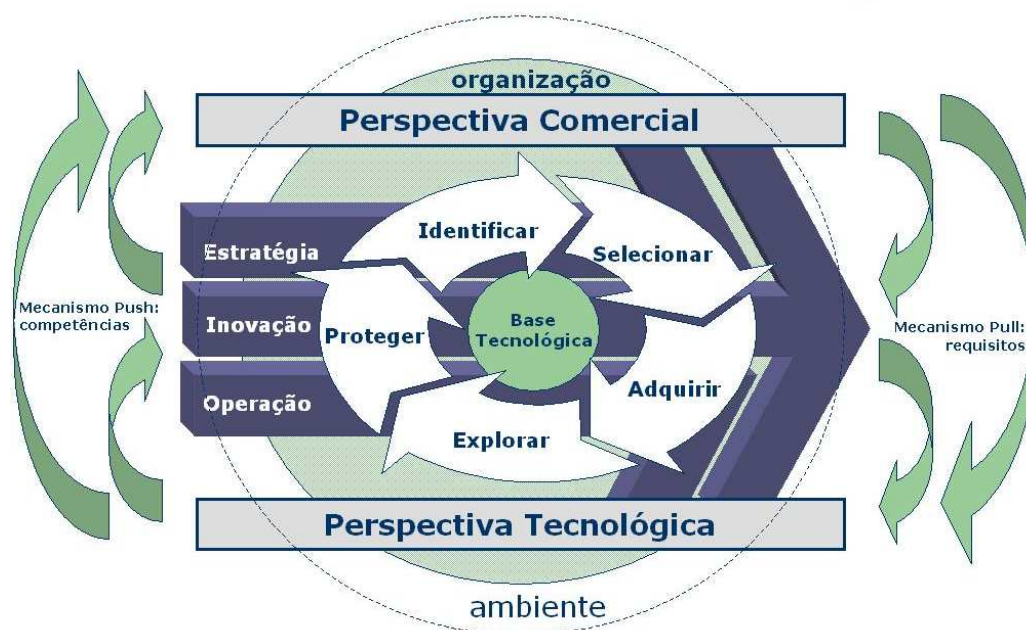 organização
Perspectiva Comercial
Identificar
Selecionar
Estratégia
Mecanismo Push:
competências
Inovação
Proteger
Base
Tecnológica
Mecanismo Pull:
requisitos
Adquirir
Operação
Explorar
Perspectiva Tecnológica
ambiente